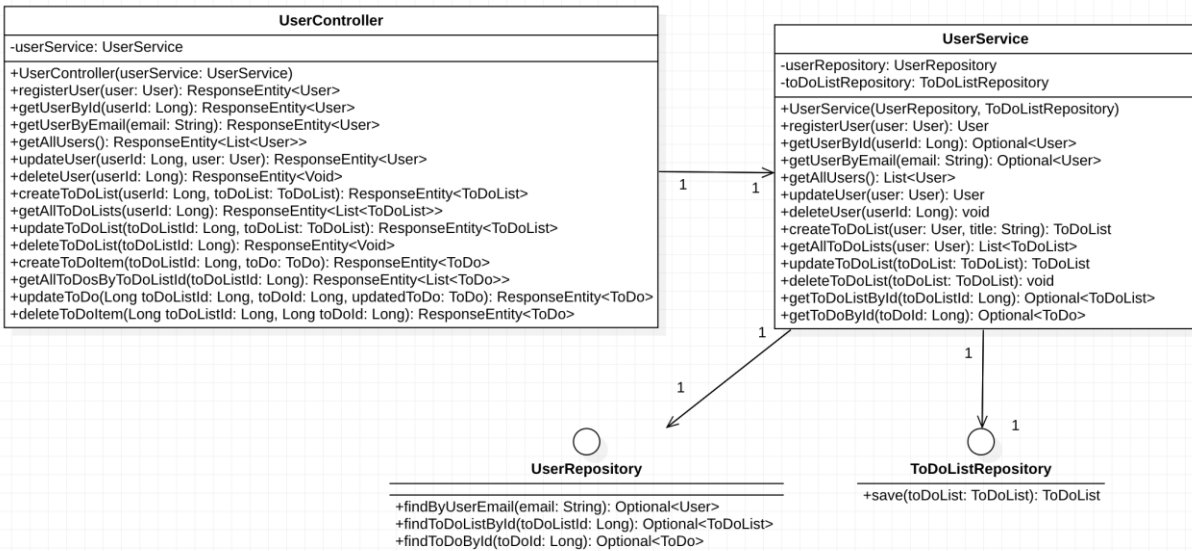 UserController
-userService: UserService
+UserController(userService: UserService)
+registerUser(user: User): ResponseEntity<User>
+getUserById(userId: Long): ResponseEntity<User>
+getUserByEmail(email: String): ResponseEntity<User>
+getAllUsers(): ResponseEntity<List<User>>
+updateUser(userId: Long, user: User): ResponseEntity<User>
+deleteUser(userId: Long): ResponseEntity<Void>
+createToDoList(userId: Long, toDoList: ToDoList): ResponseEntity<ToDoList>
+getAllToDoLists(userId: Long): ResponseEntity<List<ToDoList>>
+updateToDoList(toDoListId: Long, toDoList: ToDoList): ResponseEntity<ToDoList>
+deleteToDoList(toDoListId: Long): ResponseEntity<Void>
+createToDoItem(toDoListId: Long, toDo: ToDo): ResponseEntity<ToDo>
+getAllToDosByToDoListId(toDoListId: Long): ResponseEntity<List<ToDo>>
+updateToDo(Long toDoListId: Long, toDoId: Long, updatedToDo: ToDo): ResponseEntity<ToDo>
+deleteToDoItem(Long toDoListId: Long, Long toDoId: Long): ResponseEntity<ToDo>
1
1
UserService
-userRepository: UserRepository
-toDoListRepository: ToDoListRepository
+UserService(UserRepository, ToDoListRepository)
+registerUser(user: User): User
+getUserById(userId: Long): Optional<User>
+getUserByEmail(email: String): Optional<User>
+getAllUsers(): List<User>
+updateUser(user: User): User
+deleteUser(userId: Long): void
+createToDoList(user: User, title: String): ToDoList
+getAllToDoLists(user: User): List<ToDoList>
+updateToDoList(toDoList: ToDoList): ToDoList
+deleteToDoList(toDoList: ToDoList): void
+getToDoListById(toDoListId: Long): Optional<ToDoList>
+getToDoById(toDoId: Long): Optional<ToDo>
1
1
1
1
UserRepository
+findByUserEmail(email: String): Optional<User>
+findToDoListById(toDoListId: Long): Optional<ToDoList>
+findToDoById(toDoId: Long): Optional<ToDo>
ToDoListRepository
+save(toDoList: ToDoList): ToDoList